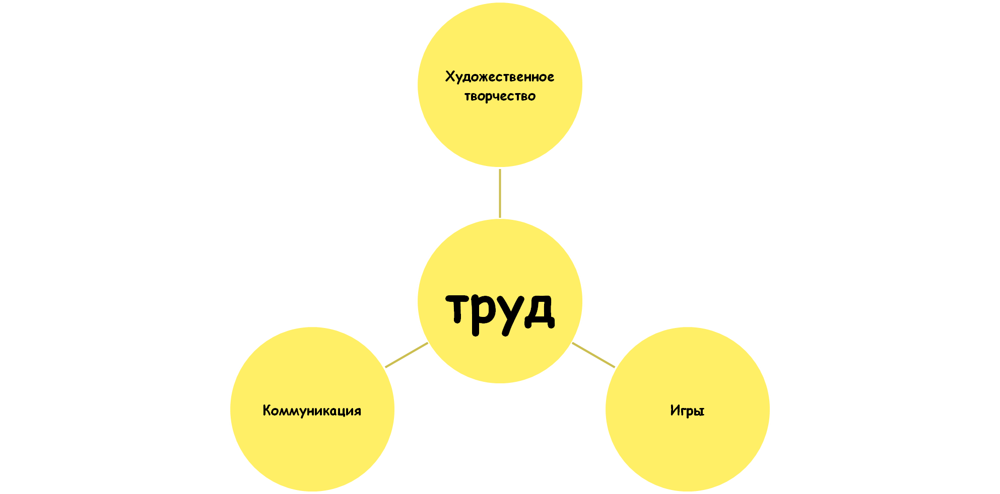 Художественное
творчество
труд
Коммуникация
Игры